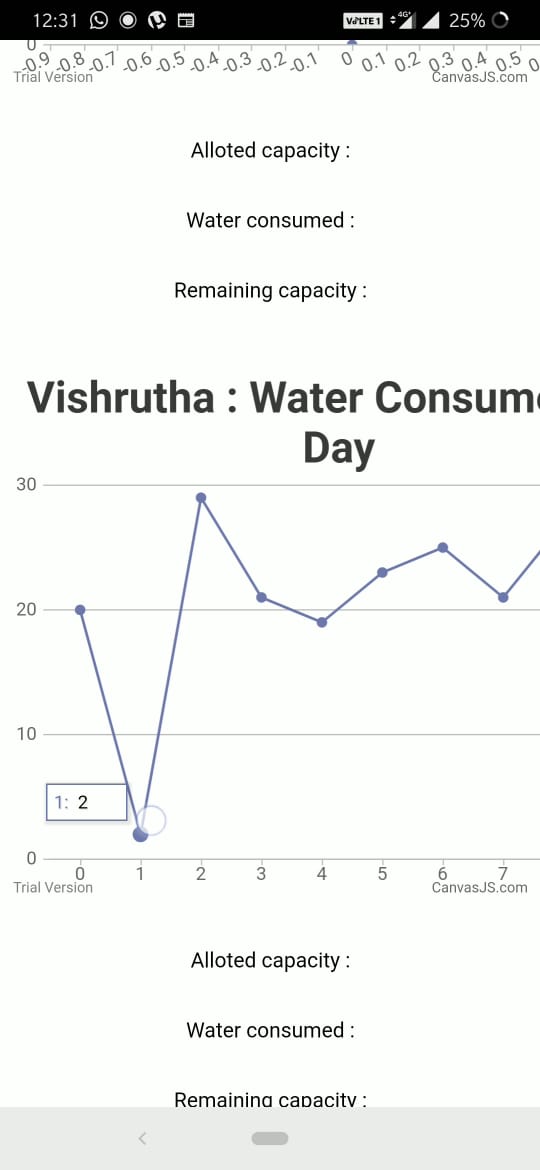 12:31 VoLTE 1 4G+ 25%
0
-0.9 -0.8 -0.7 -0.6 -0.5 -0.4 -0.3 -0.2 -0.1 0 0.1 0.2 0.3 0.4 0.5 0
Trial Version CanvasJS.com
Alloted capacity :
Water consumed :
Remaining capacity :
Vishrutha : Water Consume
Day
30
20
10
1: 2
0
0 1 2 3 4 5 6 7
Trial Version CanvasJS.com
Alloted capacity :
Water consumed :
Remaining capacity :